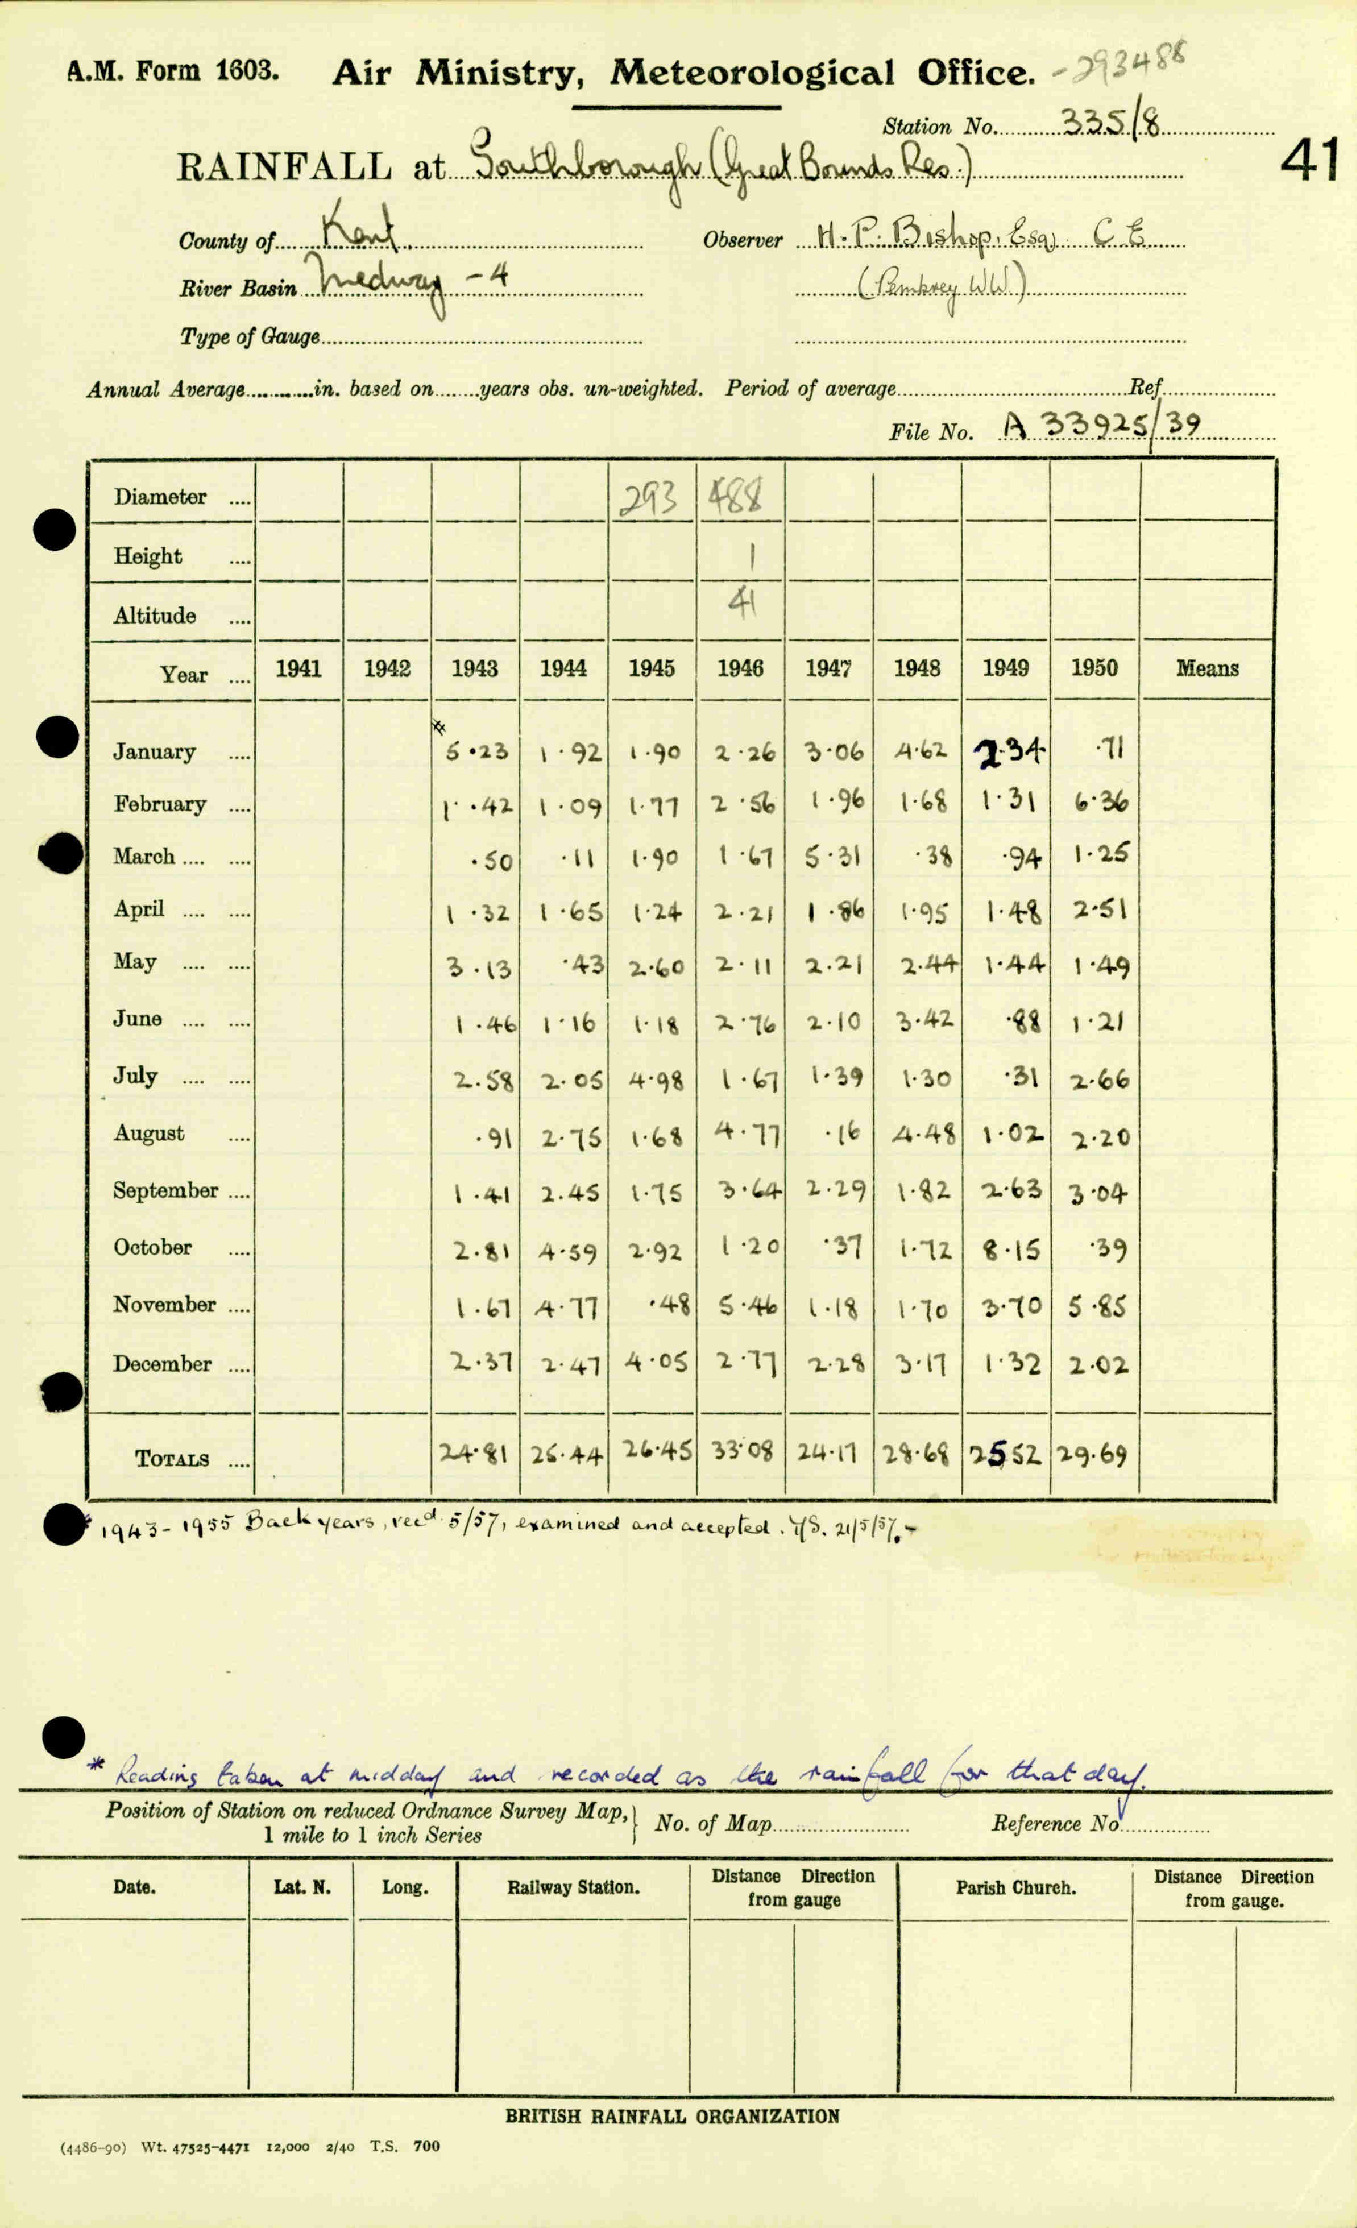 A.M. Form 1603. Air Ministry, Meteorological Office. -293488
Station No. 335/8
41
RAINFALL at Southborough (Great Bounds Res.)
County of Kent. Observer H.P. Bishop, Esq, C E
River Basin Medway -4 (Pembrey WW.)
Type of Gauge
Annual Average in. based on years obs. un-weighted. Period of average Ref
File No. A 33925/39
Diameter .... 293 488
Height .... 1
Altitude .... 41
Year .... 1941 1942 1943 1944 1945 1946 1947 1948 1949 1950 Means
January .... 5.23 1.92 1.90 2.26 3.06 4.62 2.34 .71
February .... 1.42 1.09 1.77 2.56 1.96 1.68 1.31 6.36
March .... .... .50 .11 1.90 1.67 5.31 .38 .94 1.25
April .... .... 1.32 1.65 1.24 2.21 1.86 1.95 1.48 2.51
May .... .... 3.13 .43 2.60 2.11 2.21 2.44 1.44 1.49
June .... .... 1.46 1.16 1.18 2.76 2.10 3.42 .88 1.21
July .... .... 2.58 2.05 4.98 1.67 1.39 1.30 .31 2.66
August .... .91 2.75 1.68 4.77 .16 4.48 1.02 2.20
September .... 1.41 2.45 1.75 3.64 2.29 1.82 2.63 3.04
October .... 2.81 4.59 2.92 1.20 .37 1.72 8.15 .39
November .... 1.67 4.77 .48 5.46 1.18 1.70 3.70 5.85
December .... 2.37 2.47 4.05 2.77 2.28 3.17 1.32 2.02
TOTALS .... 24.81 25.44 26.45 33.08 24.17 28.68 25 52 29.69
* 1943-1955 Back years, recd 5/57, examined and accepted. 21/5/57.-
* Reading taken at midday and recorded as the rainfall for that day.
Position of Station on reduced Ordnance Survey Map, No. of Map Reference No
1 mile to 1 inch Series
Date. Lat. N. Long. Railway Station. Distance Direction from gauge Parish Church. Distance Direction from gauge.
BRITISH RAINFALL ORGANIZATION
(4486-90) Wt. 47525-4471 12,000 2/40 T.S. 700